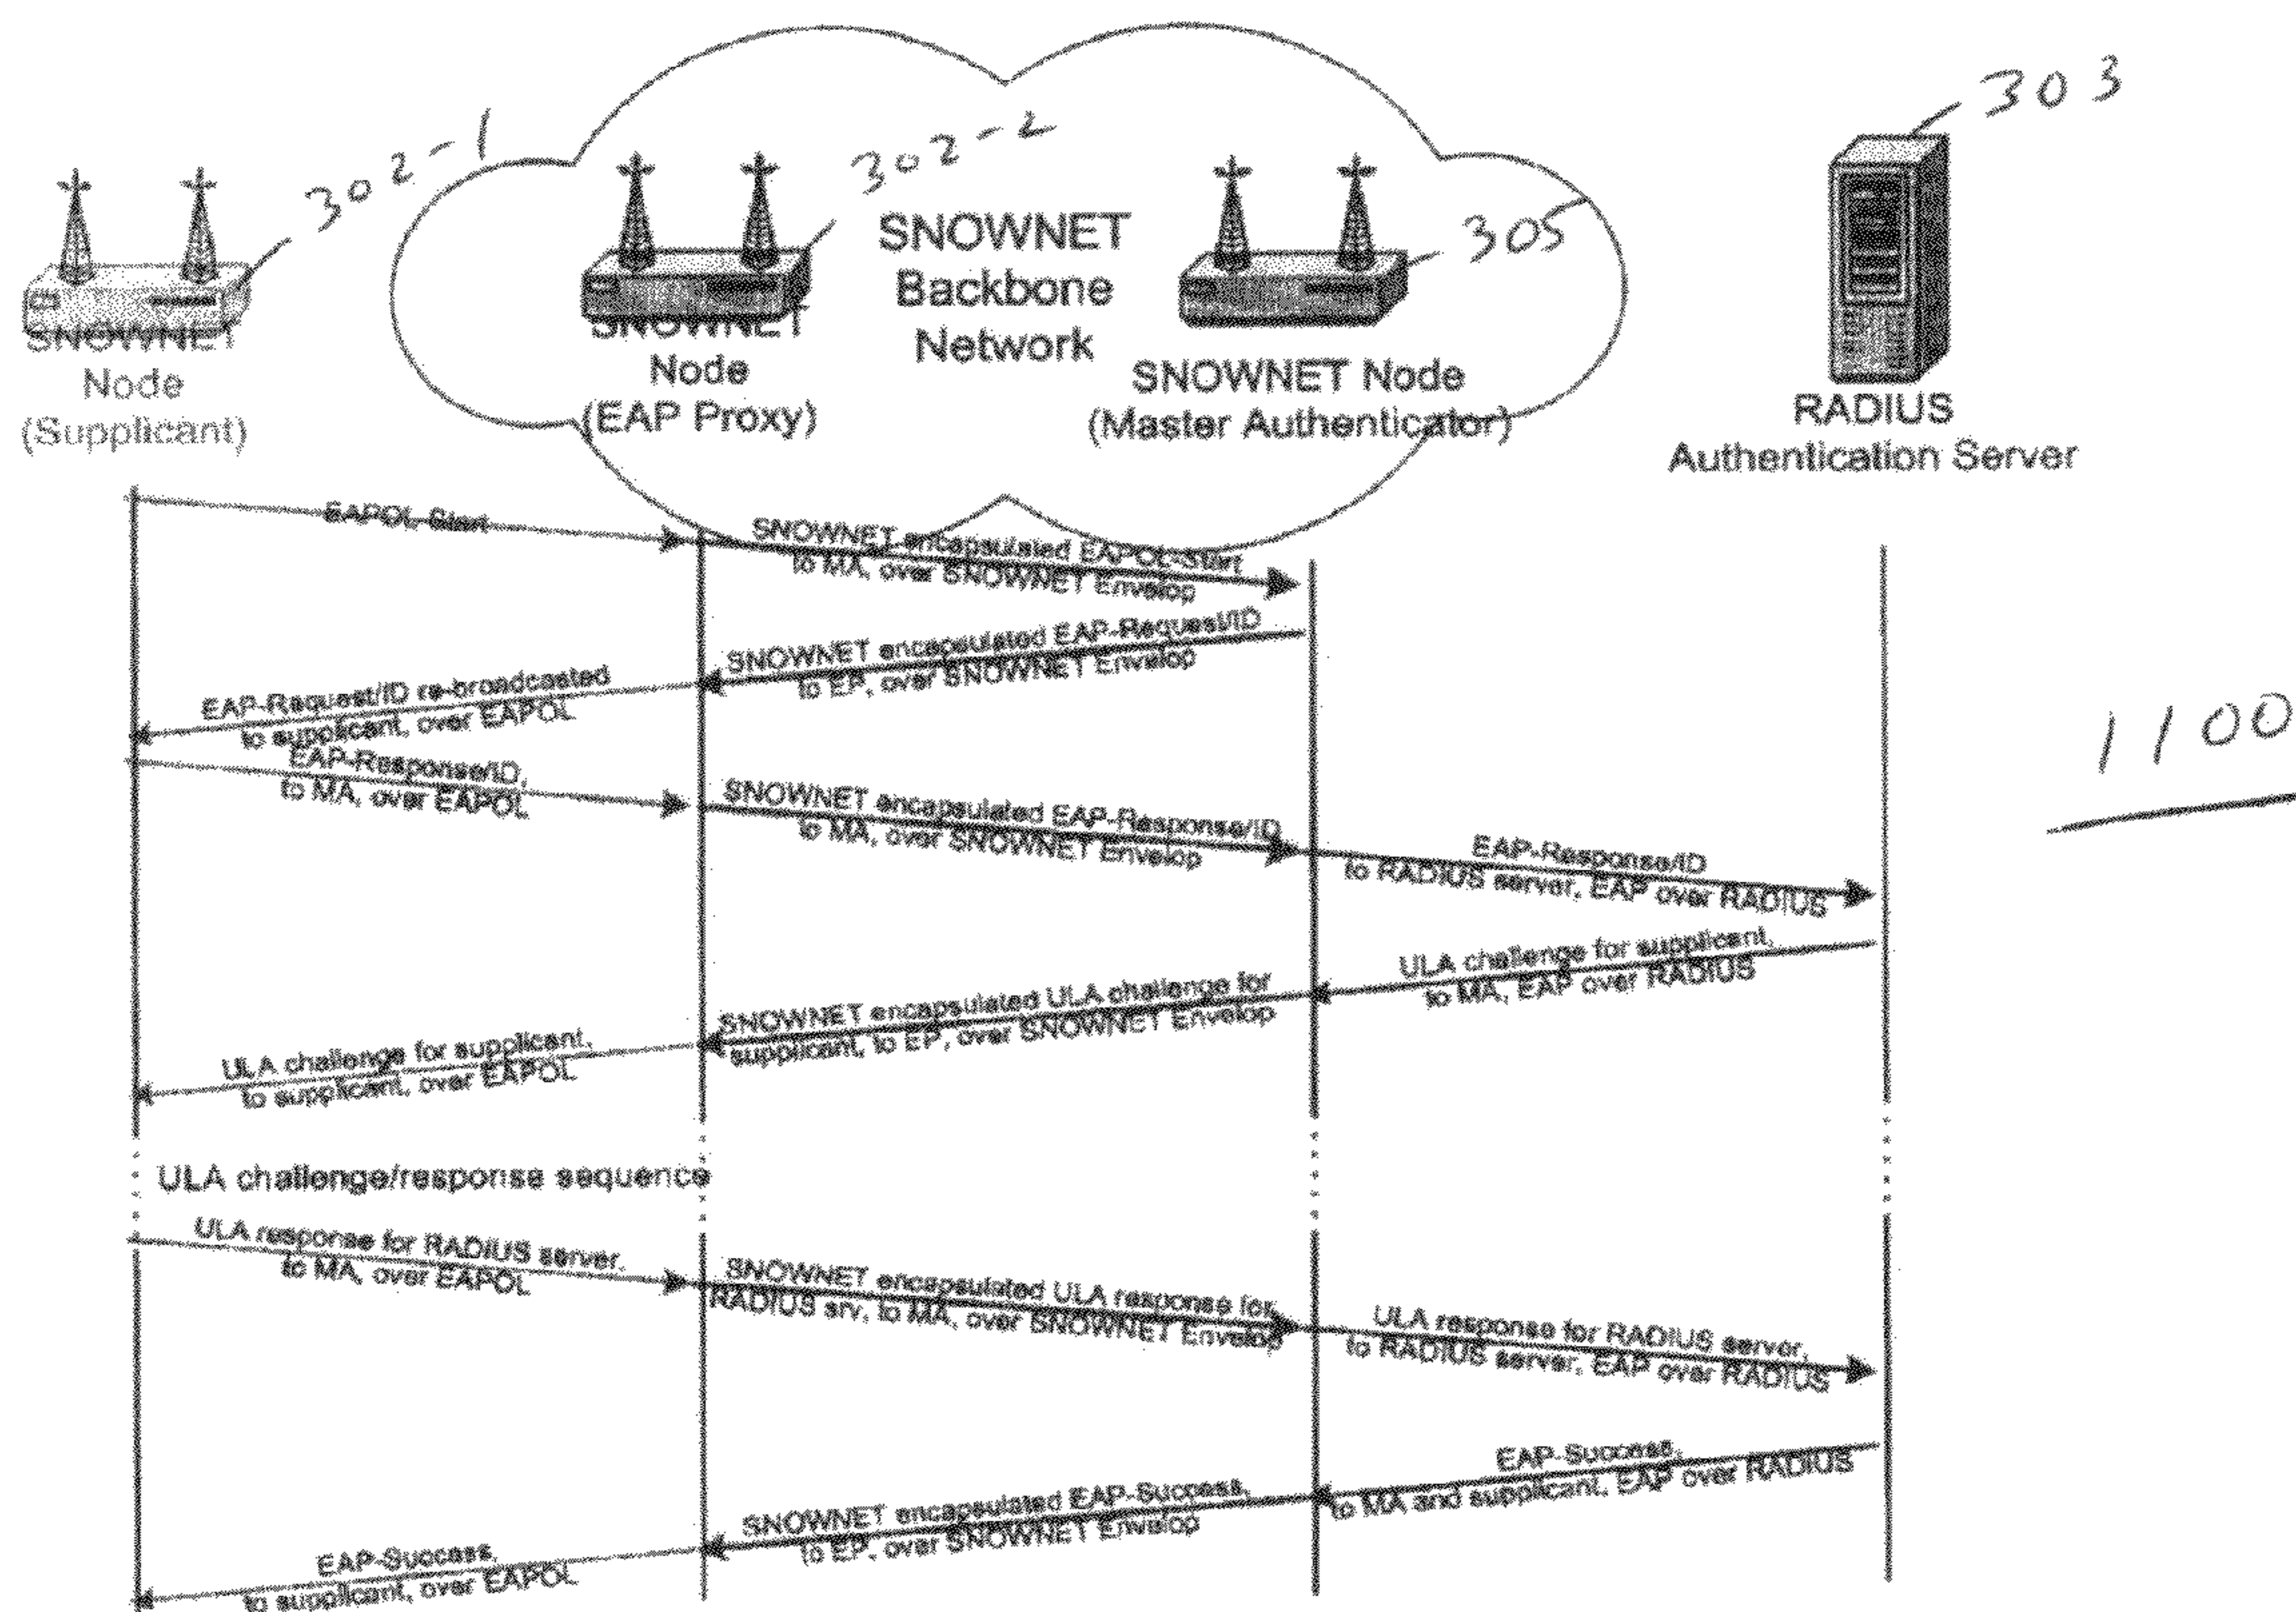 303
302-1
302-2
305
SNOWNET
Backbone
Network
SNOWNET
Node
(Supplicant)
SNOWNET
Node
(EAP Proxy)
SNOWNET Node
(Master Authenticator)
RADIUS
Authentication Server
EAPOL-Start
SNOWNET encapsulated EAPOL-Start
to MA, over SNOWNET Envelop
SNOWNET encapsulated EAP-Request/ID
to EP, over SNOWNET Envelop
EAP-Request/ID re-broadcasted
to supplicant, over EAPOL
1100
EAP-Response/ID,
to MA, over EAPOL
SNOWNET encapsulated EAP-Response/ID
to MA, over SNOWNET Envelop
EAP-Response/ID
to RADIUS server, EAP over RADIUS
ULA challenge for supplicant,
to MA, EAP over RADIUS
SNOWNET encapsulated ULA challenge for
supplicant, to EP, over SNOWNET Envelop
ULA challenge for supplicant,
to supplicant, over EAPOL
ULA challenge/response sequence
ULA response for RADIUS server,
to MA, over EAPOL
SNOWNET encapsulated ULA response for
RADIUS srv, to MA, over SNOWNET Envelop
ULA response for RADIUS server,
to RADIUS server, EAP over RADIUS
EAP-Success,
to MA and supplicant, EAP over RADIUS
SNOWNET encapsulated EAP-Success,
to EP, over SNOWNET Envelop
EAP-Success,
to supplicant, over EAPOL